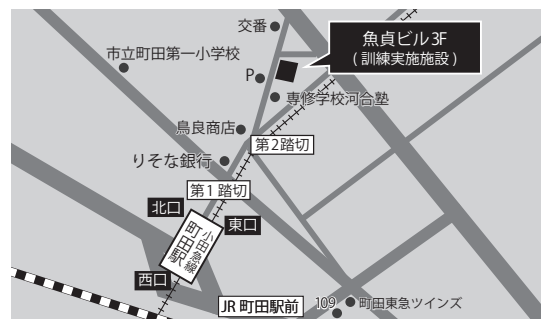 交番
魚貞ビル3F
(訓練実施施設)
市立町田第一小学校
P
専修学校河合塾
鳥良商店
第2踏切
りそな銀行
第1踏切
北口
東口
小田急線
町田駅
西口
JR 町田駅前
109
町田東急ツインズ